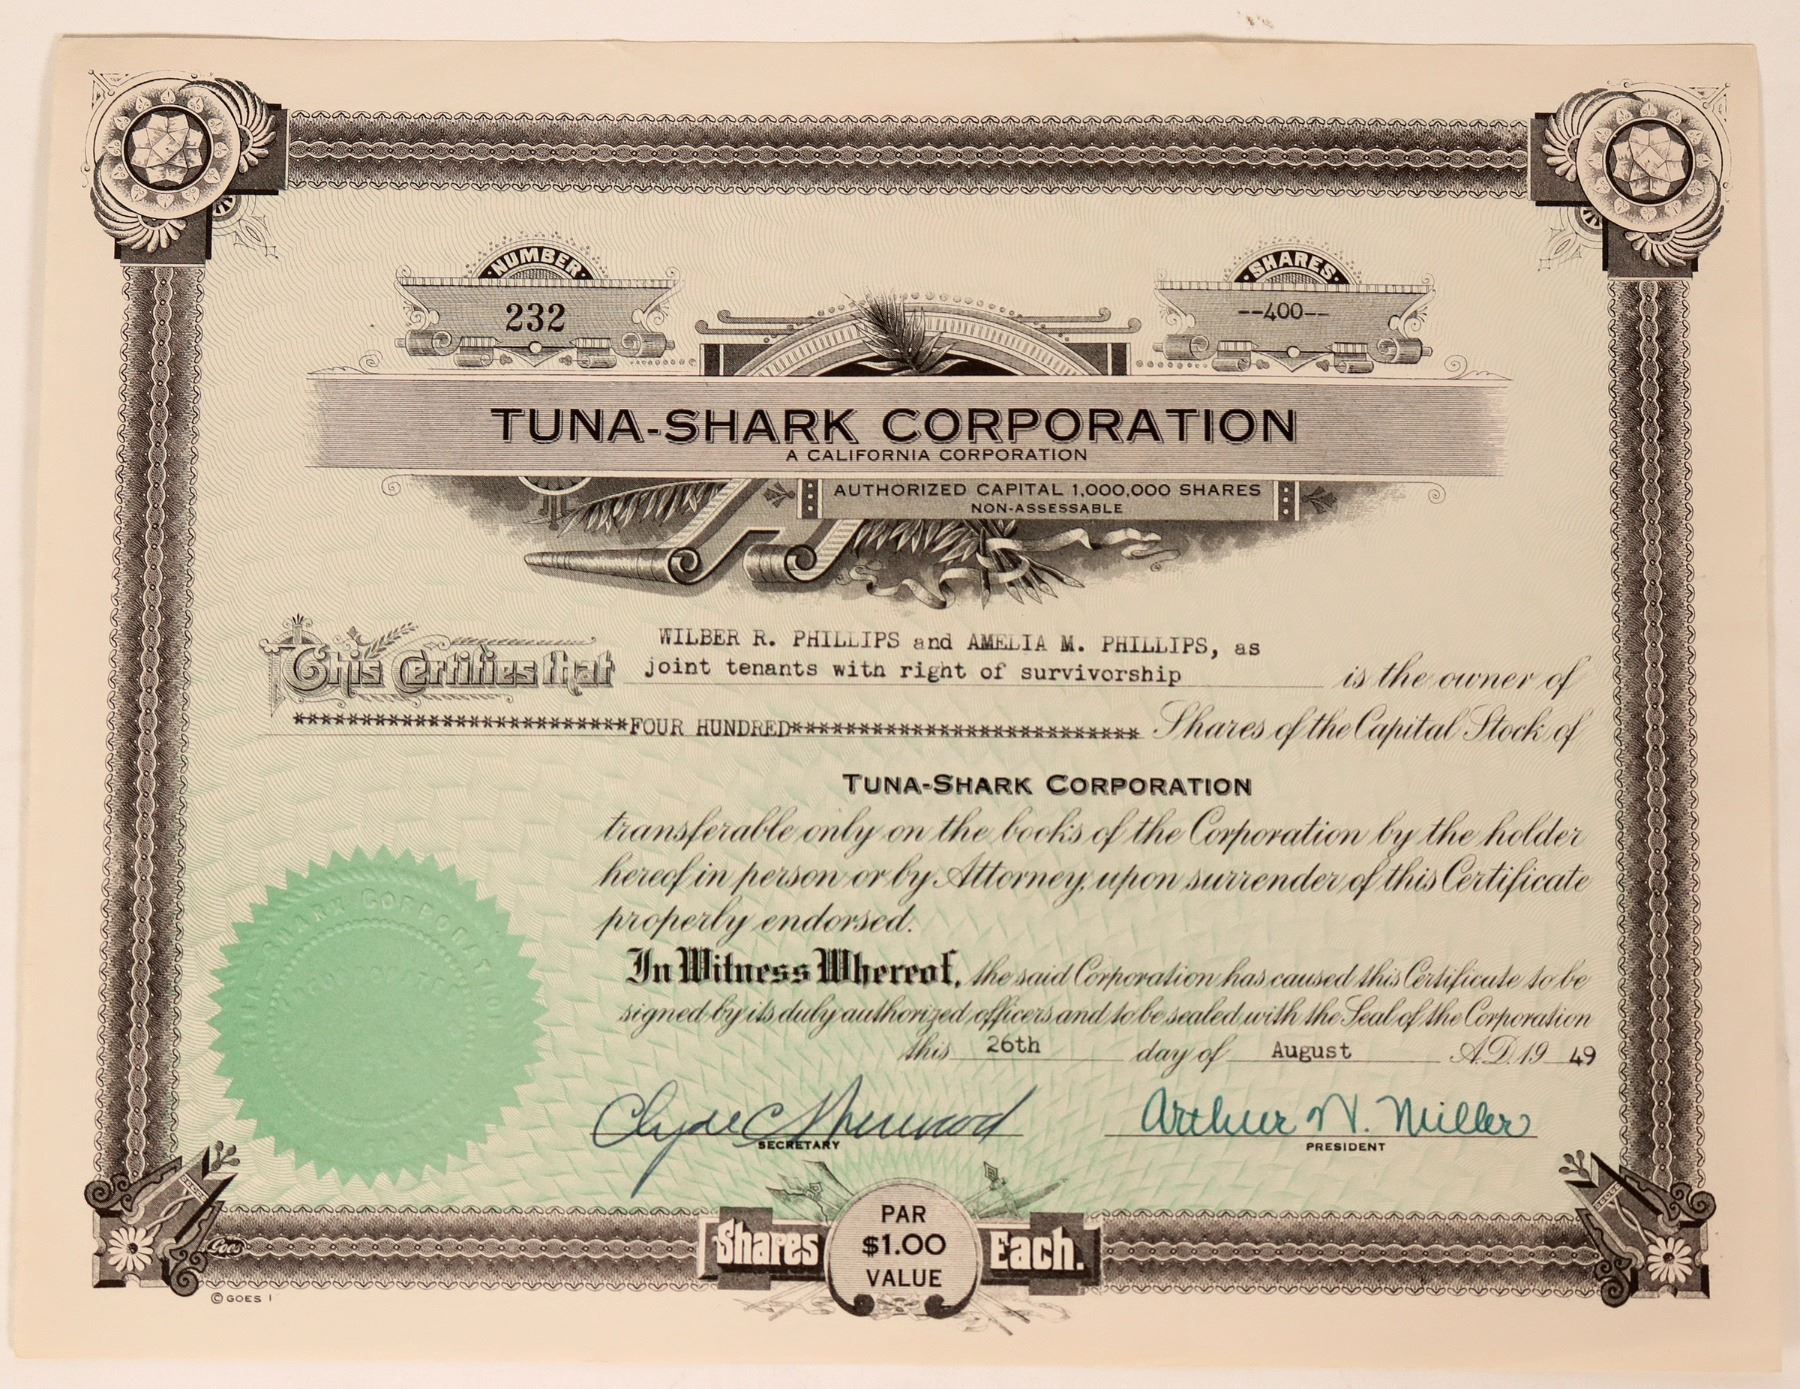 NUMBER
232
SHARES
--400--
TUNA-SHARK CORPORATION
A CALIFORNIA CORPORATION
AUTHORIZED CAPITAL 1,000,000 SHARES
NON-ASSESSABLE
WILBER R. PHILLIPS and AMELIA M. PHILLIPS, as
This Certifies that joint tenants with right of survivorship is the owner of
*************************FOUR HUNDRED************************** Shares of the Capital Stock of
TUNA-SHARK CORPORATION
transferable only on the books of the Corporation by the holder
hereof in person or by Attorney, upon surrender of this Certificate
properly endorsed.
In Witness Whereof, the said Corporation has caused this Certificate to be
signed by its duly authorized officers and to be sealed with the Seal of the Corporation
this 26th day of August A.D. 19 49
Clyde C Sherwood
SECRETARY
Arthur N. Miller
PRESIDENT
A-SHARK CORPORATION
Shares
PAR
$1.00
VALUE
Each.
Goes
© GOES 1